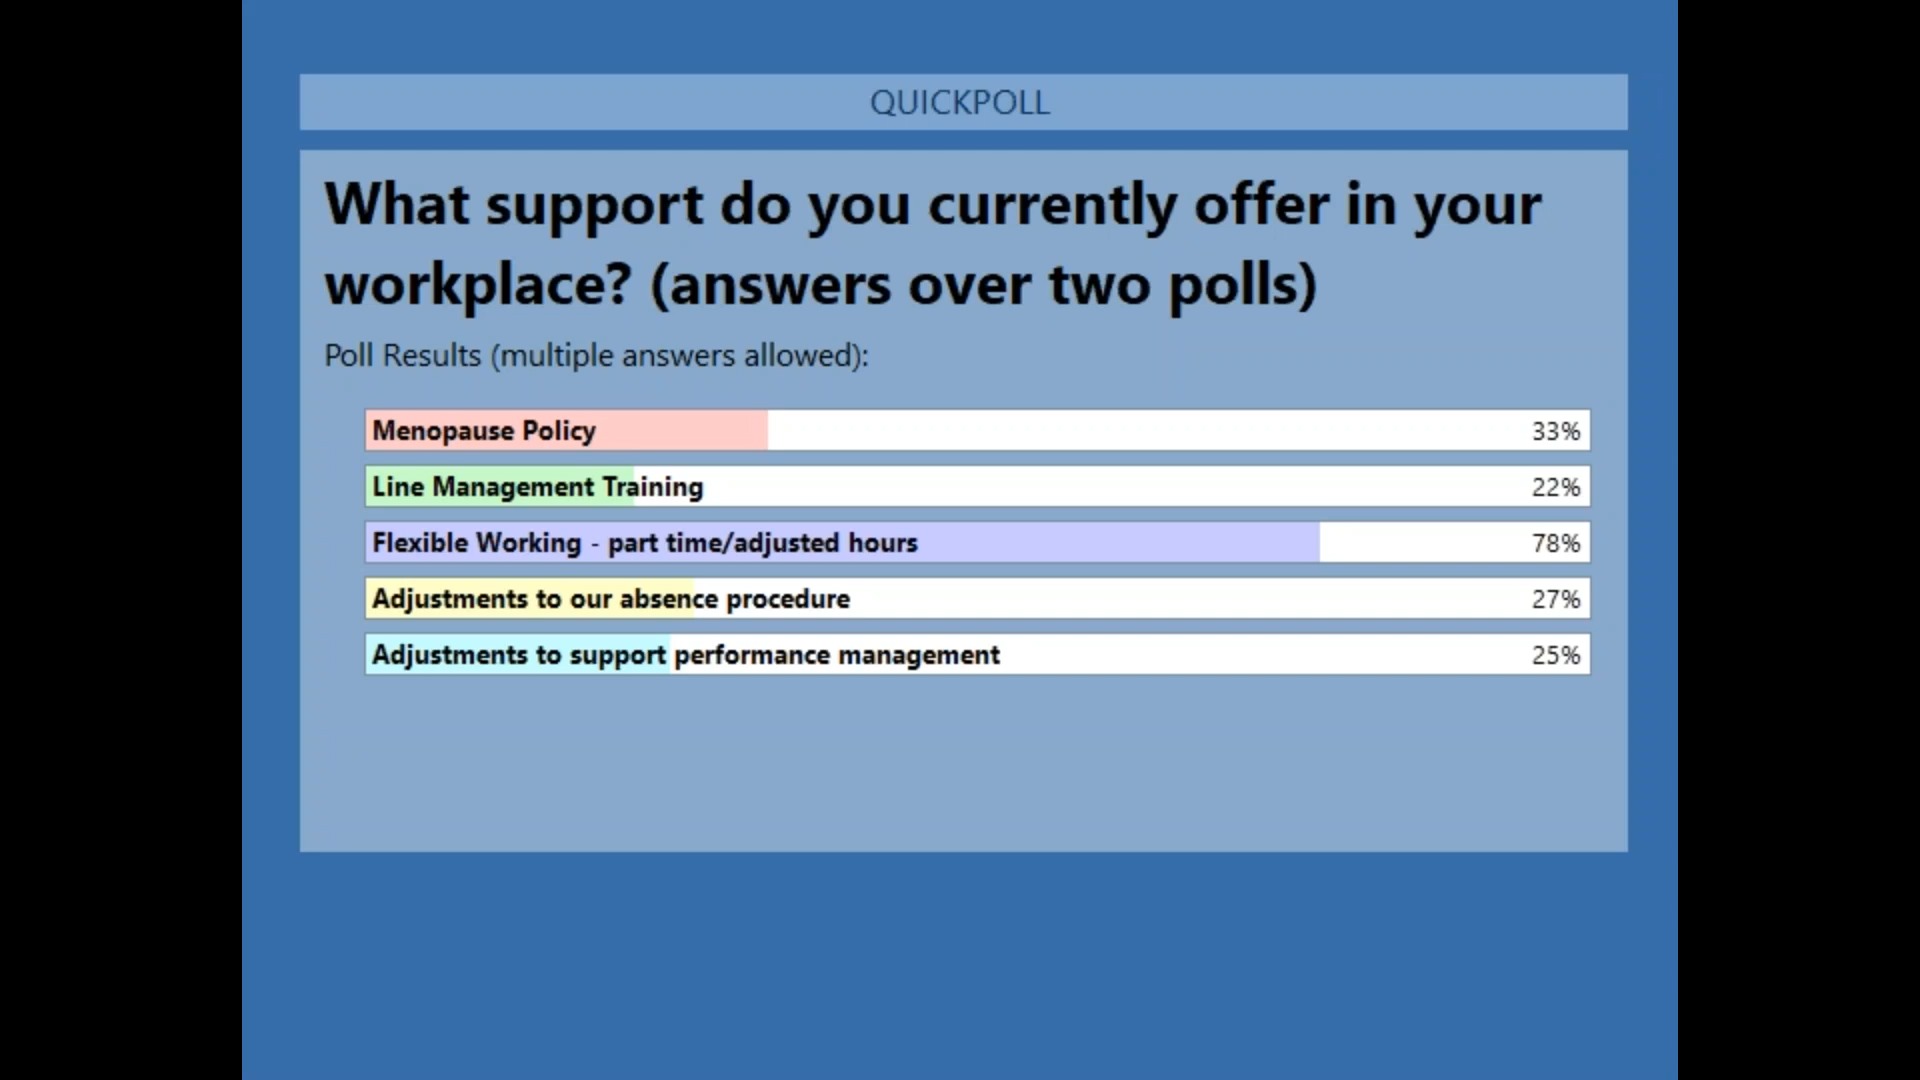 QUICKPOLL
What support do you currently offer in your
workplace? (answers over two polls)
Poll Results (multiple answers allowed):
Menopause Policy 33%
Line Management Training 22%
Flexible Working - part time/adjusted hours 78%
Adjustments to our absence procedure 27%
Adjustments to support performance management 25%